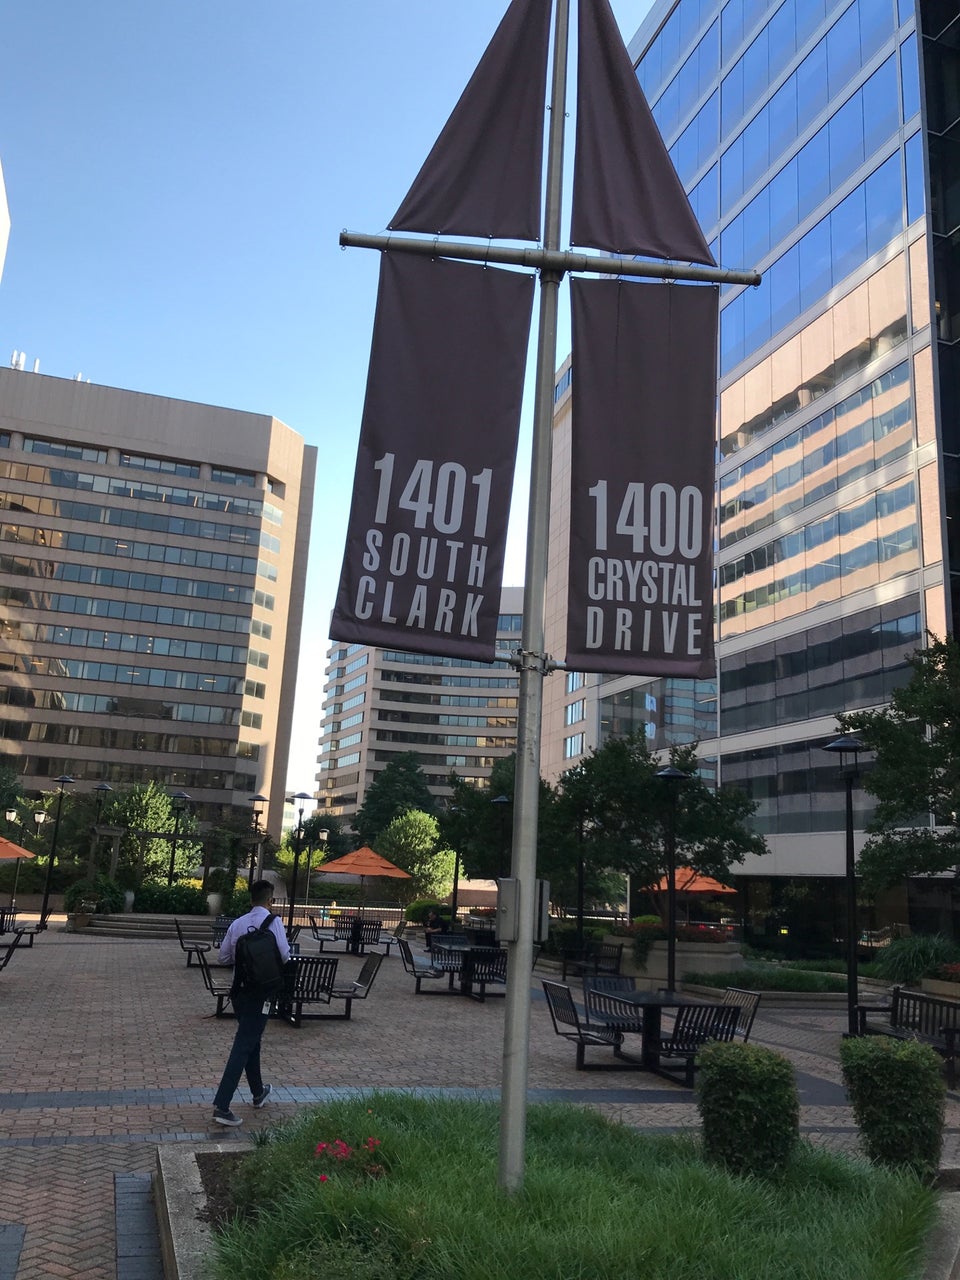 1401
SOUTH
CLARK
1400
CRYSTAL
DRIVE